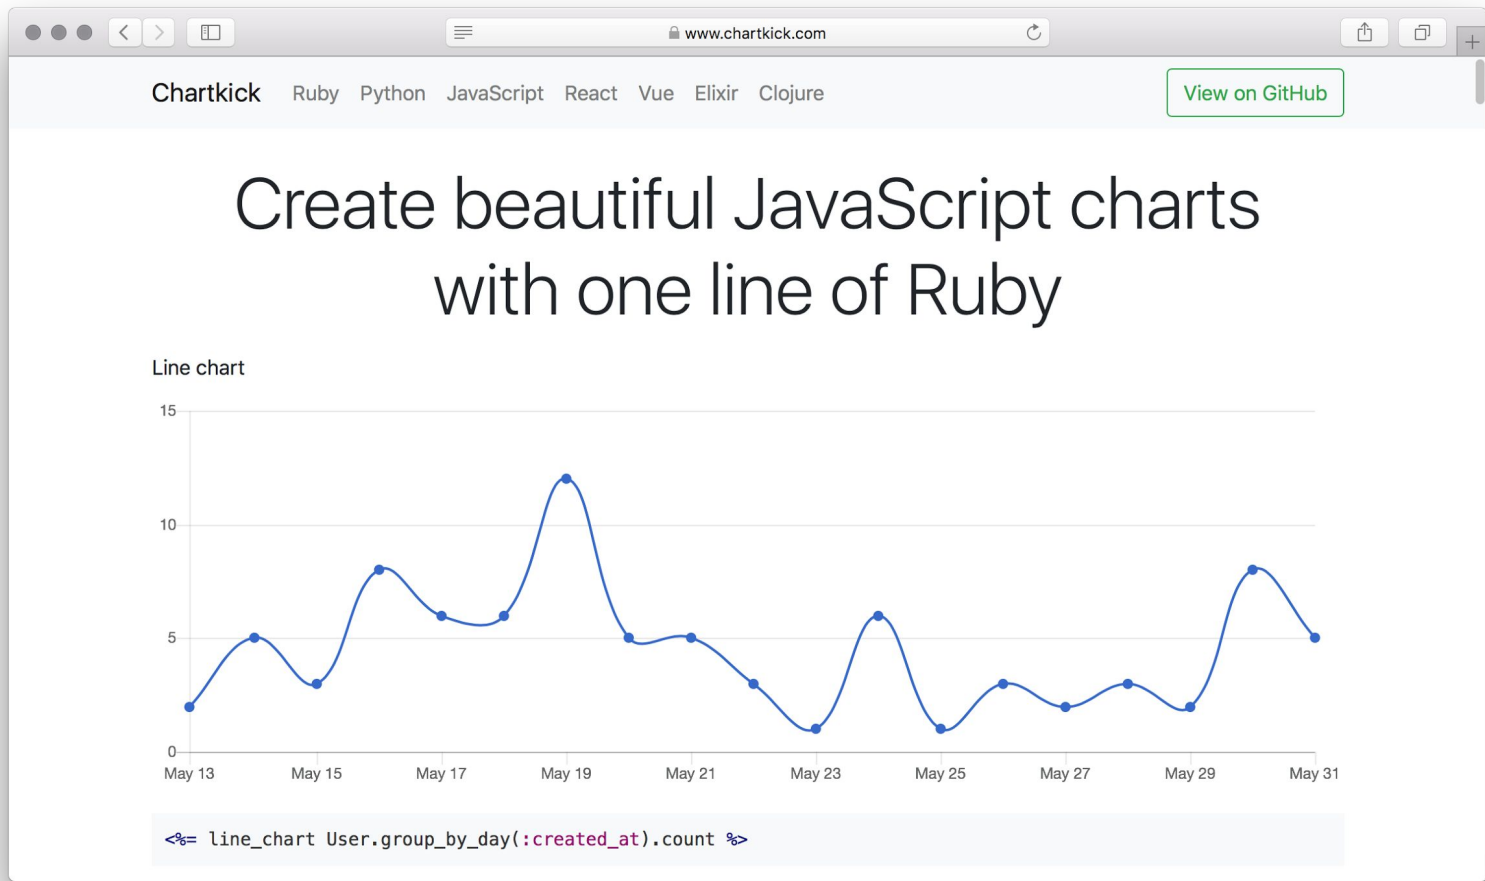 www.chartkick.com
Chartkick Ruby Python JavaScript React Vue Elixir Clojure View on GitHub
Create beautiful JavaScript charts
with one line of Ruby
Line chart
15
10
5
0
May 13 May 15 May 17 May 19 May 21 May 23 May 25 May 27 May 29 May 31
<%= line_chart User.group_by_day(:created_at).count %>